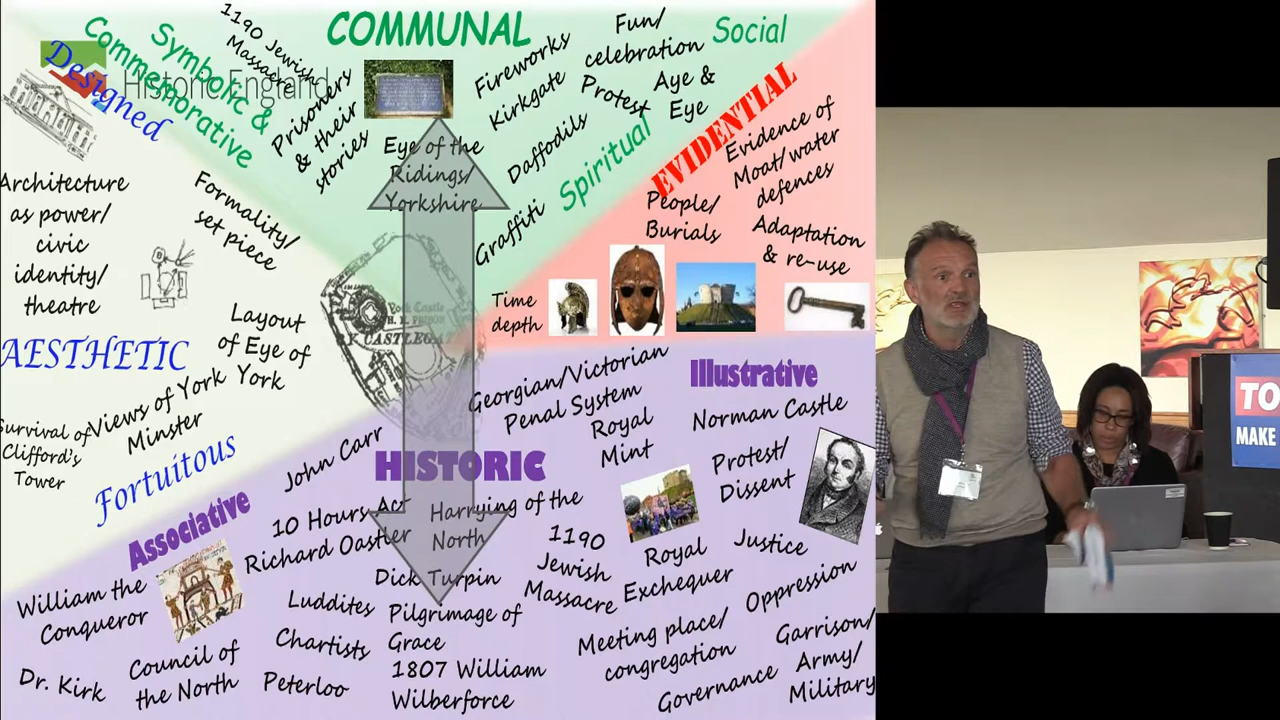 COMMUNAL
Social
Fun/
celebration
Fireworks
Kirkgate
Protest
Aye &
Eye
Daffodils
Spiritual
Graffiti
1190 Jewish
Massacre
Symbolic &
Commemorative
Prisoners
& their
stories
Eye of the
Ridings/
Yorkshire
Historic England
Designed
Architecture
as power/
civic
identity/
theatre
Formality/
set piece
Layout
of Eye of
York
AESTHETIC
Views of York
Minster
Survival of
Clifford's
Tower
Fortuitous
EVIDENTIAL
Evidence of
Moat/water
defences
People/
Burials
Adaptation
& re-use
Time
depth
York Castle
H. M. PRISON
BY CASTLEGA
HISTORIC
Illustrative
Georgian/Victorian
Penal System
Royal
Mint
Norman Castle
Protest/
Dissent
John Carr
10 Hours Act
Richard Oastler
Harrying of the
North
1190
Jewish
Massacre
Royal
Exchequer
Justice
Oppression
Associative
William the
Conqueror
Dick Turpin
Luddites
Pilgrimage of
Grace
Chartists
Meeting place/
congregation
Garrison/
Army/
Military
Dr. Kirk
Council of
the North
Peterloo
1807 William
Wilberforce
Governance
TO
MAKE